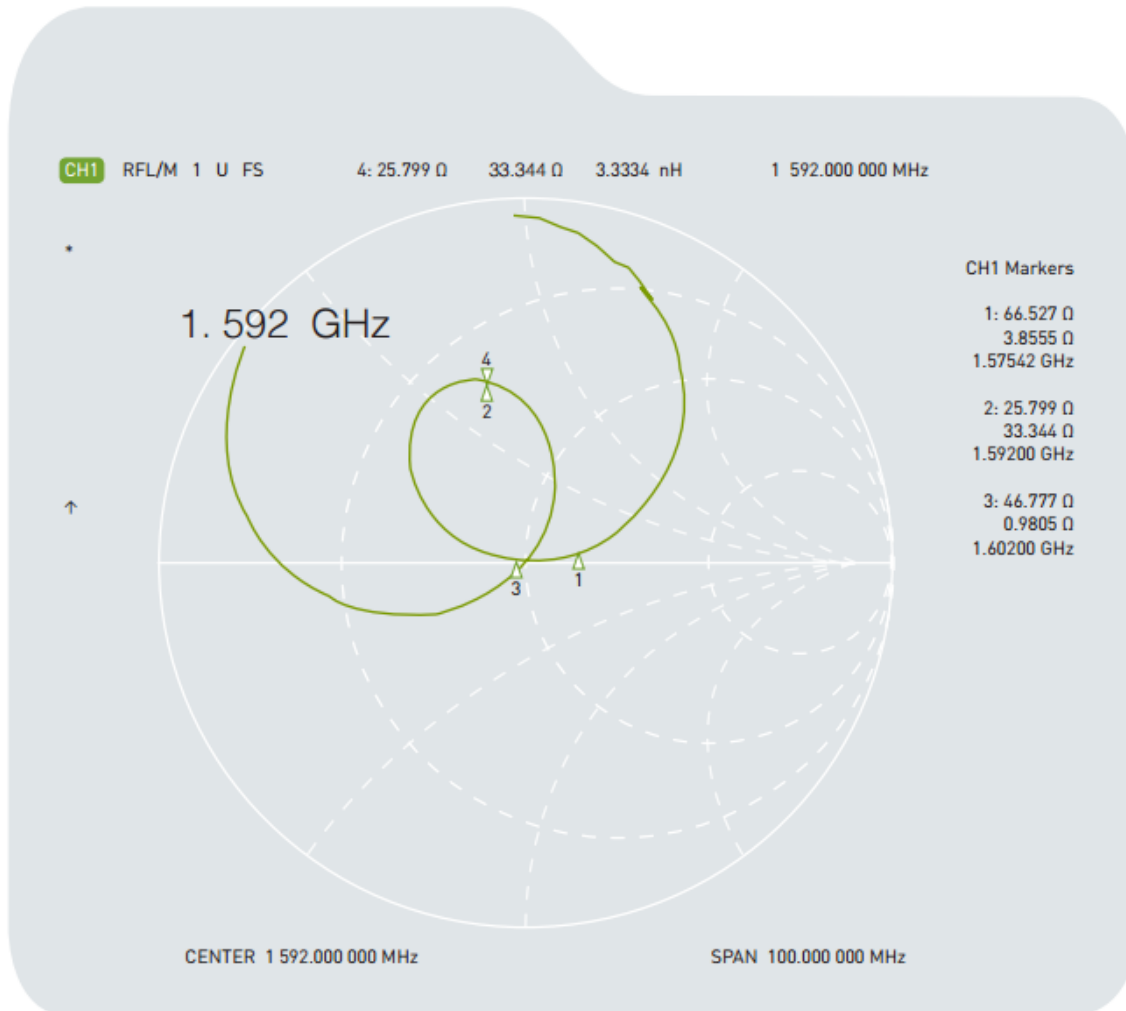 CH1 RFL/M 1 U FS 4: 25.799 Ω 33.344 Ω 3.3334 nH 1 592.000 000 MHz
*
CH1 Markers
1. 592 GHz
1: 66.527 Ω
3.8555 Ω
1.57542 GHz
4
2
2: 25.799 Ω
33.344 Ω
1.59200 GHz
↑
3: 46.777 Ω
0.9805 Ω
1.60200 GHz
3
1
CENTER 1 592.000 000 MHz SPAN 100.000 000 MHz